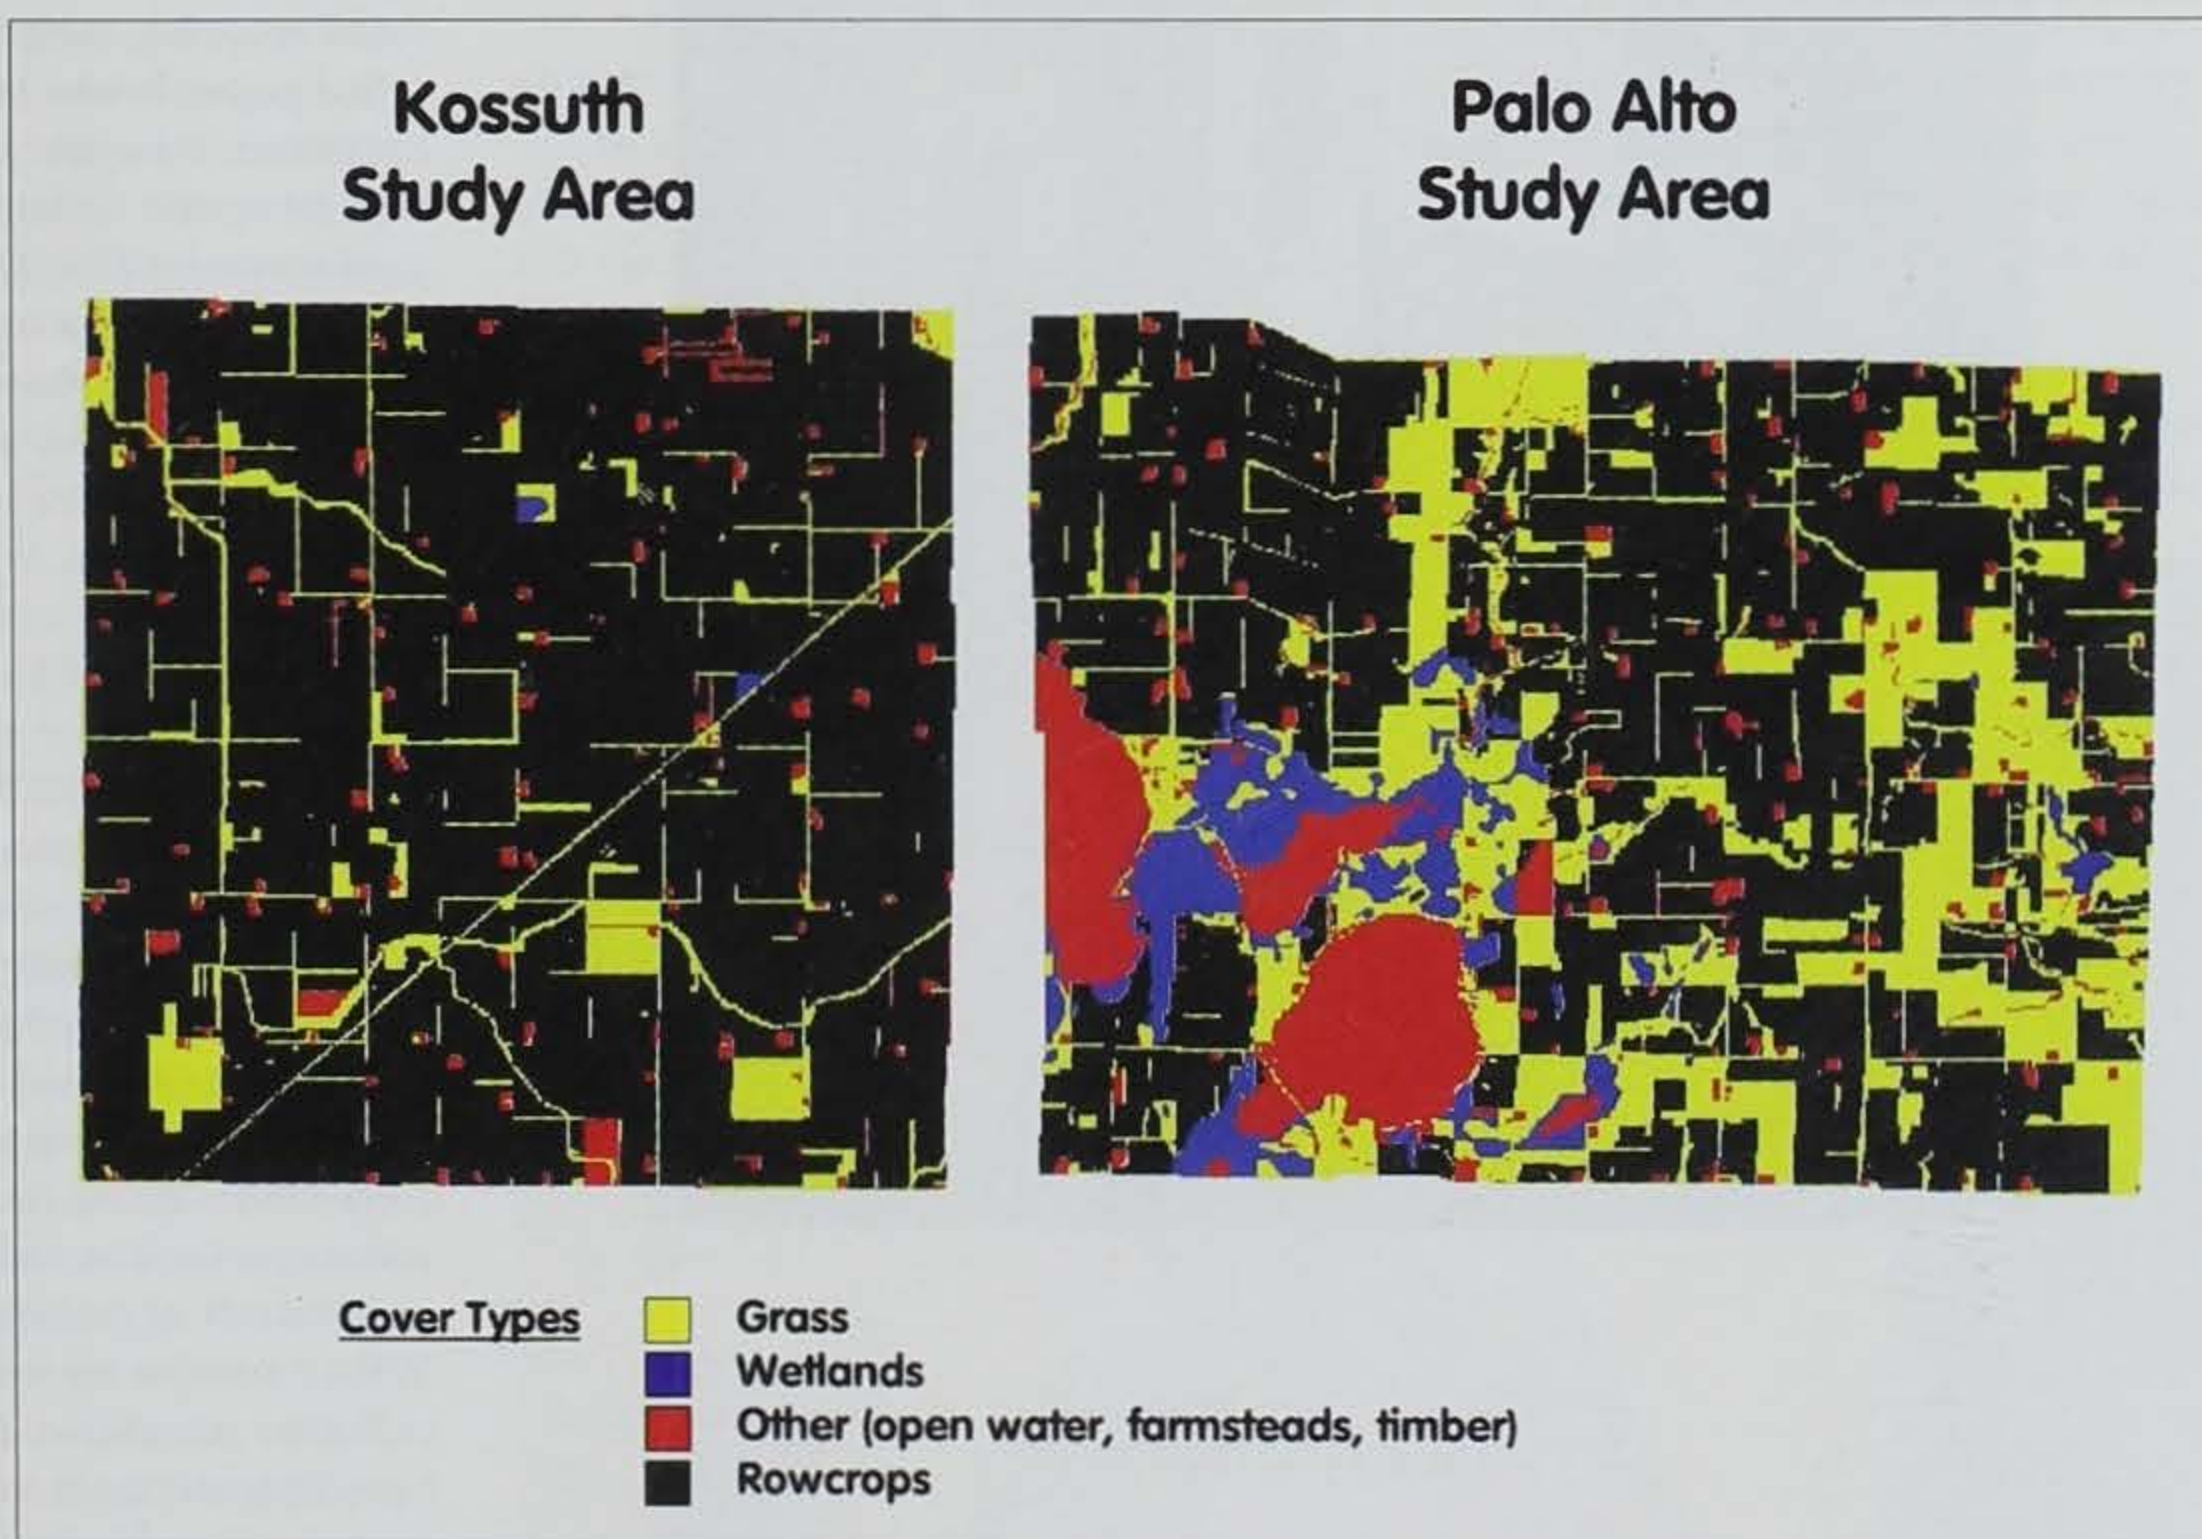 Kossuth
Study Area
Palo Alto
Study Area
Cover Types
Grass
Wetlands
Other (open water, farmsteads, timber)
Rowcrops